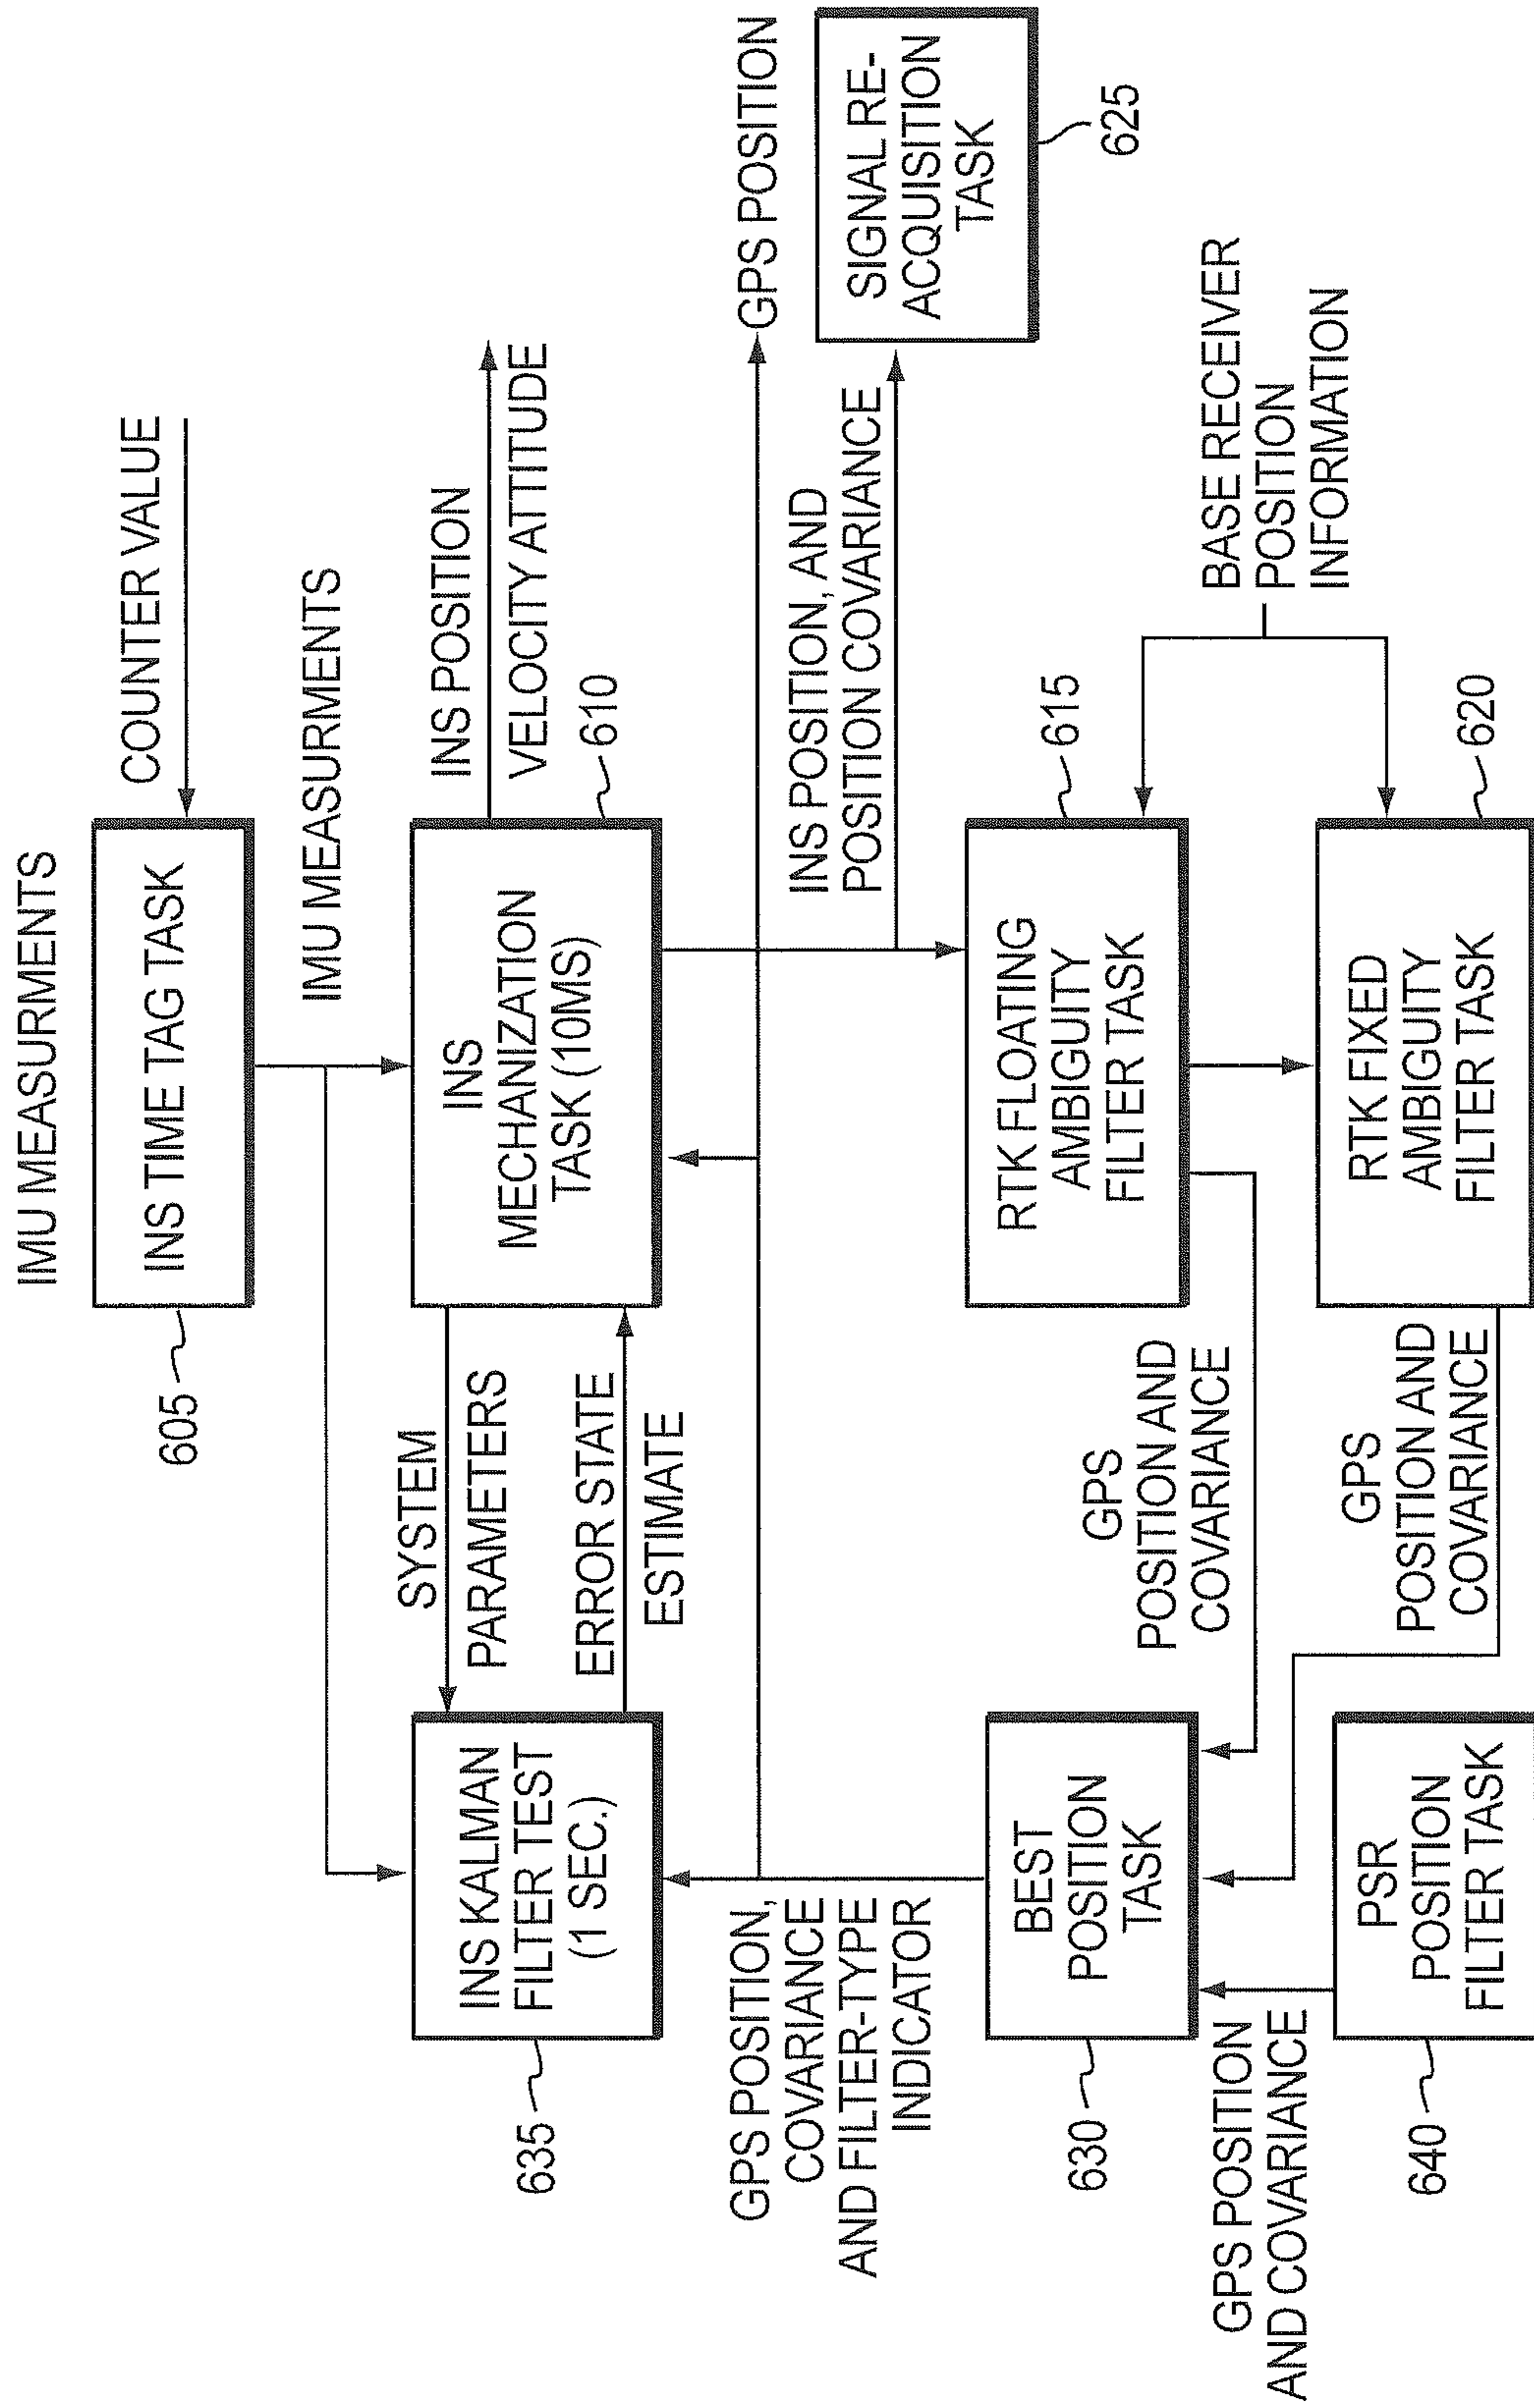 IMU MEASURMENTS
605
INS TIME TAG TASK
COUNTER VALUE
IMU MEASURMENTS
635
INS KALMAN
FILTER TEST
(1 SEC.)
SYSTEM
PARAMETERS
ERROR STATE
ESTIMATE
INS
MECHANIZATION
TASK (10MS)
610
INS POSITION
VELOCITY ATTITUDE
GPS POSITION,
COVARIANCE
AND FILTER-TYPE
INDICATOR
GPS POSITION
INS POSITION, AND
POSITION COVARIANCE
SIGNAL RE-
ACQUISITION
TASK
625
630
BEST
POSITION
TASK
GPS
POSITION AND
COVARIANCE
RTK FLOATING
AMBIGUITY
FILTER TASK
615
BASE RECEIVER
POSITION
INFORMATION
GPS POSITION
AND COVARIANCE
640
PSR
POSITION
FILTER TASK
GPS
POSITION AND
COVARIANCE
RTK FIXED
AMBIGUITY
FILTER TASK
620